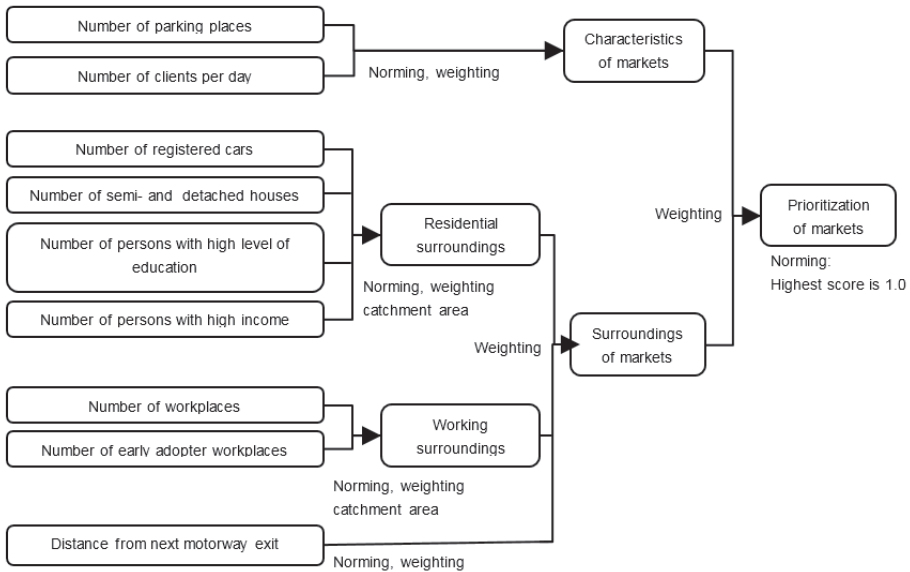 Number of parking places
Number of clients per day
Norming, weighting
Characteristics
of markets
Number of registered cars
Number of semi- and detached houses
Number of persons with high level of
education
Number of persons with high income
Residential
surroundings
Norming, weighting
catchment area
Weighting
Prioritization
of markets
Norming:
Highest score is 1.0
Weighting
Surroundings
of markets
Number of workplaces
Number of early adopter workplaces
Working
surroundings
Norming, weighting
catchment area
Distance from next motorway exit
Norming, weighting